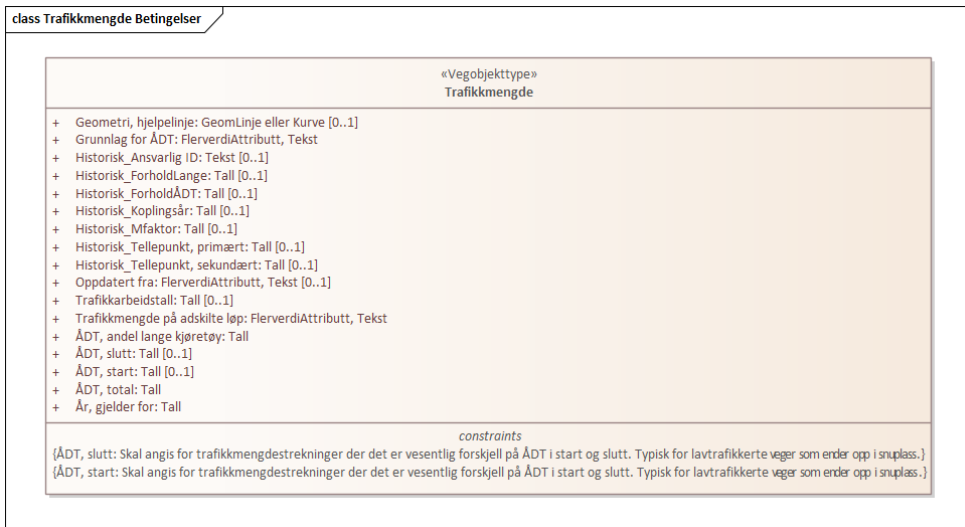 class Trafikkmengde Betingelser
«Vegobjekttype»
Trafikkmengde
+ Geometri, hjelpelinje: GeomLinje eller Kurve [0..1]
+ Grunnlag for ÅDT: FlerverdiAttributt, Tekst
+ Historisk_Ansvarlig ID: Tekst [0..1]
+ Historisk_ForholdLange: Tall [0..1]
+ Historisk_ForholdÅDT: Tall [0..1]
+ Historisk_Koplingsår: Tall [0..1]
+ Historisk_Mfaktor: Tall [0..1]
+ Historisk_Tellepunkt, primært: Tall [0..1]
+ Historisk_Tellepunkt, sekundært: Tall [0..1]
+ Oppdatert fra: FlerverdiAttributt, Tekst [0..1]
+ Trafikkarbeidstall: Tall [0..1]
+ Trafikkmengde på adskilte løp: FlerverdiAttributt, Tekst
+ ÅDT, andel lange kjøretøy: Tall
+ ÅDT, slutt: Tall [0..1]
+ ÅDT, start: Tall [0..1]
+ ÅDT, total: Tall
+ År, gjelder for: Tall
constraints
{ÅDT, slutt: Skal angis for trafikkmengdestrekninger der det er vesentlig forskjell på ÅDT i start og slutt. Typisk for lavtrafikkerte veger som ender opp i snuplass.}
{ÅDT, start: Skal angis for trafikkmengdestrekninger der det er vesentlig forskjell på ÅDT i start og slutt. Typisk for lavtrafikkerte veger som ender opp i snuplass.}